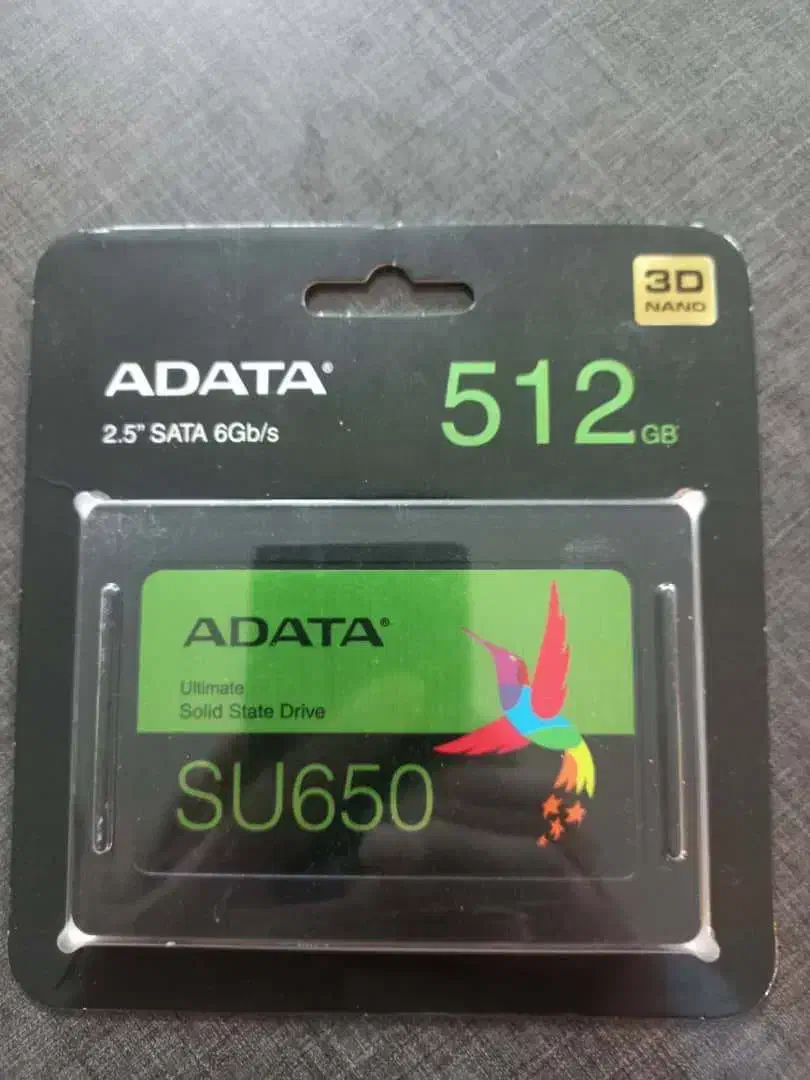 3D
NAND
ADATA®
512GB
2.5" SATA 6Gb/s
ADATA®
Ultimate
Solid State Drive
SU650